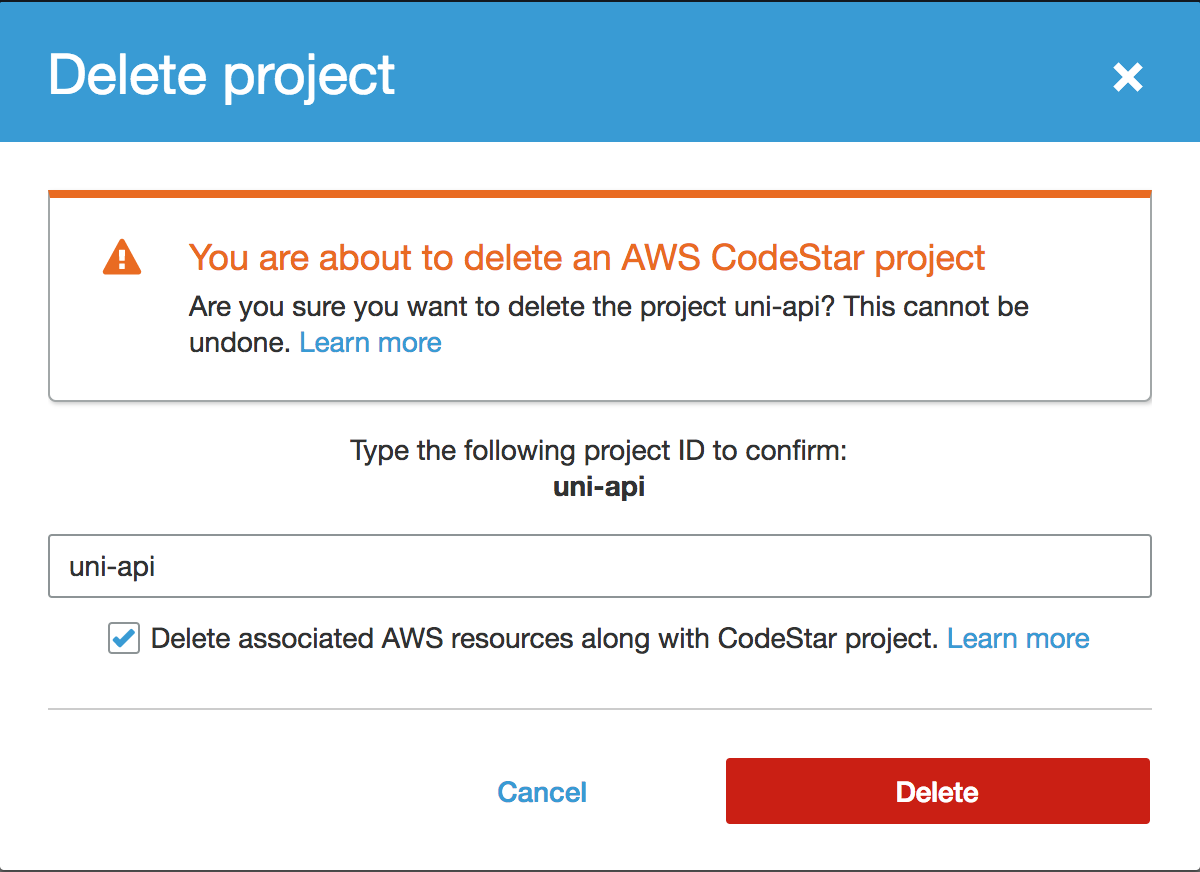 Delete project
You are about to delete an AWS CodeStar project
Are you sure you want to delete the project uni-api? This cannot be
undone. Learn more
Type the following project ID to confirm:
uni-api
uni-api
Delete associated AWS resources along with CodeStar project. Learn more
Cancel
Delete